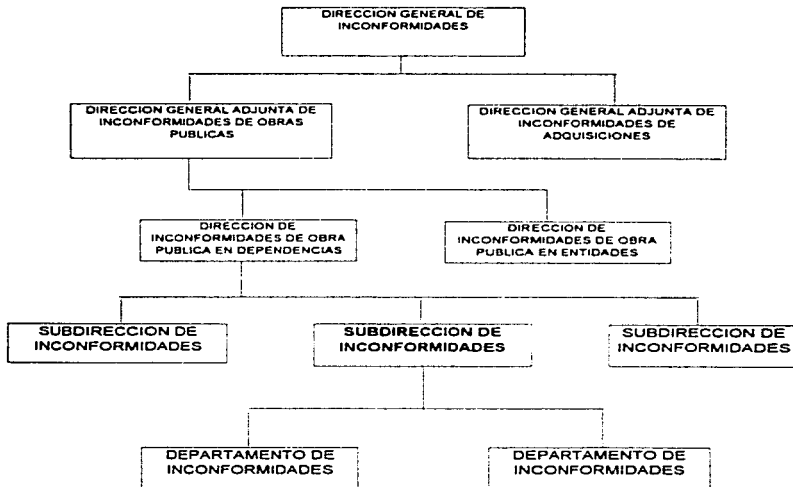 DIRECCION GENERAL DE
INCONFORMIDADES
DIRECCION GENERAL ADJUNTA DE
INCONFORMIDADES DE OBRAS
PUBLICAS
DIRECCION GENERAL ADJUNTA DE
INCONFORMIDADES DE
ADQUISICIONES
DIRECCION DE
INCONFORMIDADES DE OBRA
PUBLICA EN DEPENDENCIAS
DIRECCION DE
INCONFORMIDADES DE OBRA
PUBLICA EN ENTIDADES
SUBDIRECCION DE
INCONFORMIDADES
SUBDIRECCION DE
INCONFORMIDADES
SUBDIRECCION DE
INCONFORMIDADES
DEPARTAMENTO DE
INCONFORMIDADES
DEPARTAMENTO DE
INCONFORMIDADES